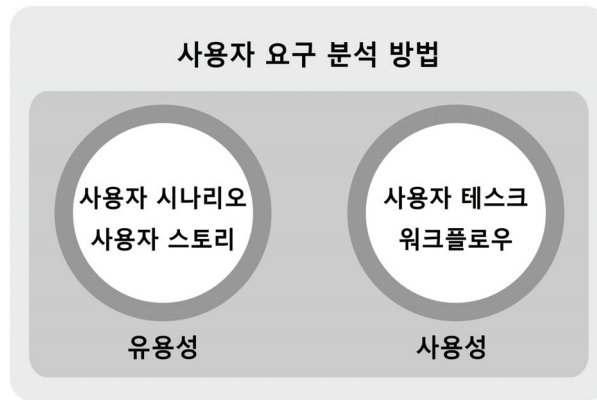 사용자 요구 분석 방법
사용자 시나리오
사용자 스토리
유용성
사용자 테스크
워크플로우
사용성